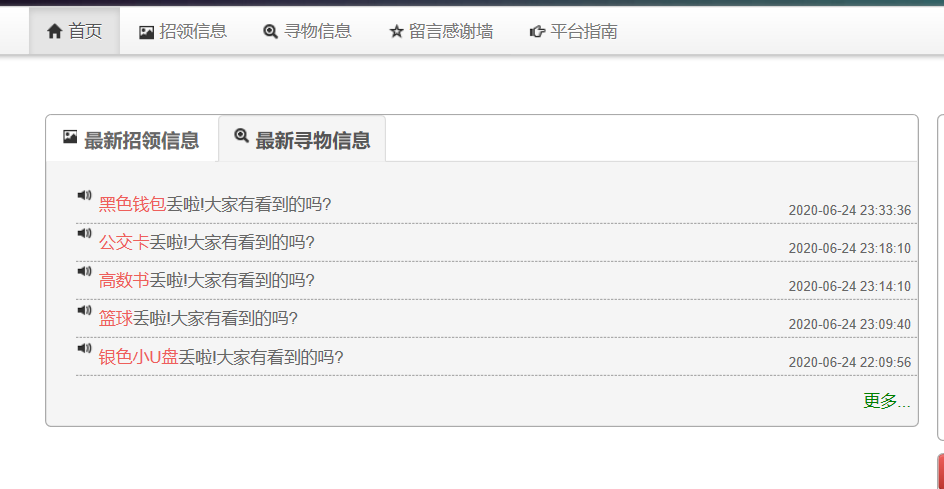 首页 招领信息 寻物信息 留言感谢墙 平台指南
最新招领信息 最新寻物信息
黑色钱包丢啦!大家有看到的吗? 2020-06-24 23:33:36
公交卡丢啦!大家有看到的吗? 2020-06-24 23:18:10
高数书丢啦!大家有看到的吗? 2020-06-24 23:14:10
篮球丢啦!大家有看到的吗? 2020-06-24 23:09:40
银色小U盘丢啦!大家有看到的吗? 2020-06-24 22:09:56
更多...